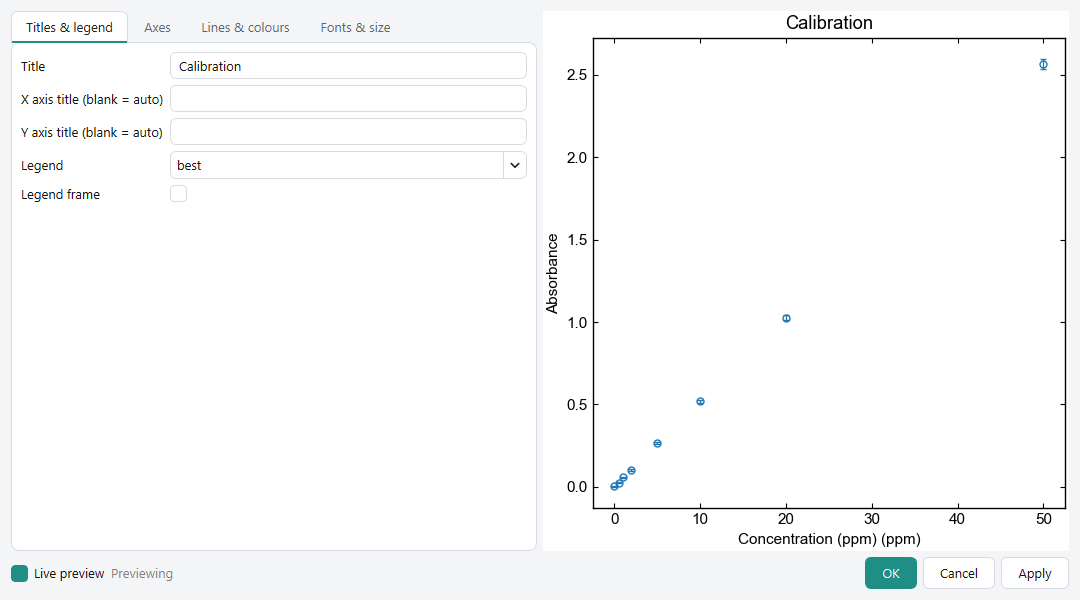 Titles & legend Axes Lines & colours Fonts & size
Title Calibration
X axis title (blank = auto)
Y axis title (blank = auto)
Legend best
Legend frame
Live preview Previewing
Calibration
Absorbance
2.5
2.0
1.5
1.0
0.5
0.0
0 10 20 30 40 50
Concentration (ppm) (ppm)
OK Cancel Apply